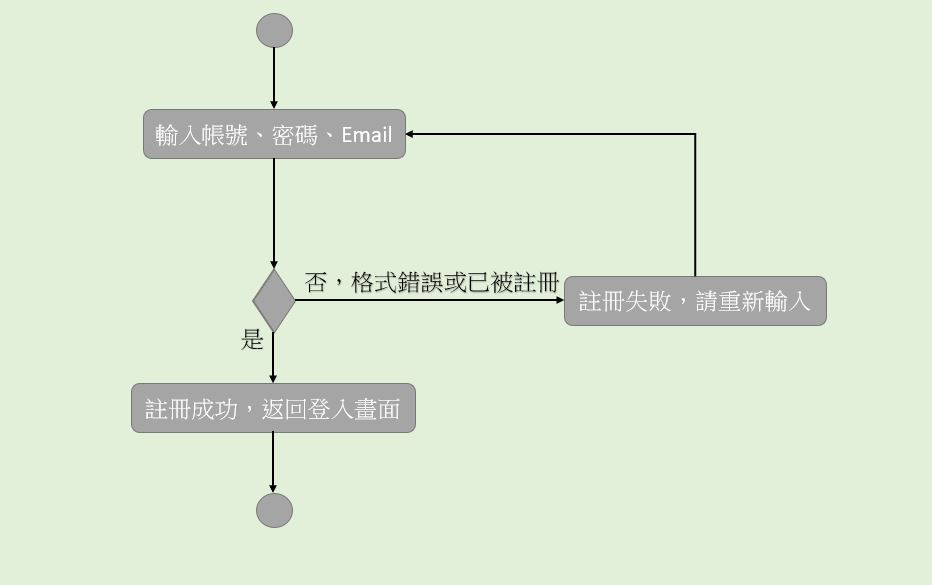 輸入帳號、密碼、Email
否，格式錯誤或已被註冊
註冊失敗，請重新輸入
是
註冊成功，返回登入畫面